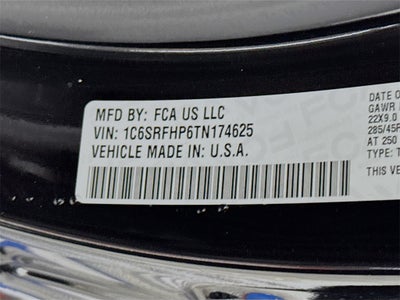 MFD BY: FCA US LLC
VIN: 1C6SRFHP6TN174625
VEHICLE MADE IN: U.S.A.
DATE O
GAWR
22X9.0
285/45R
AT 250
TYPE: T
THIS VE